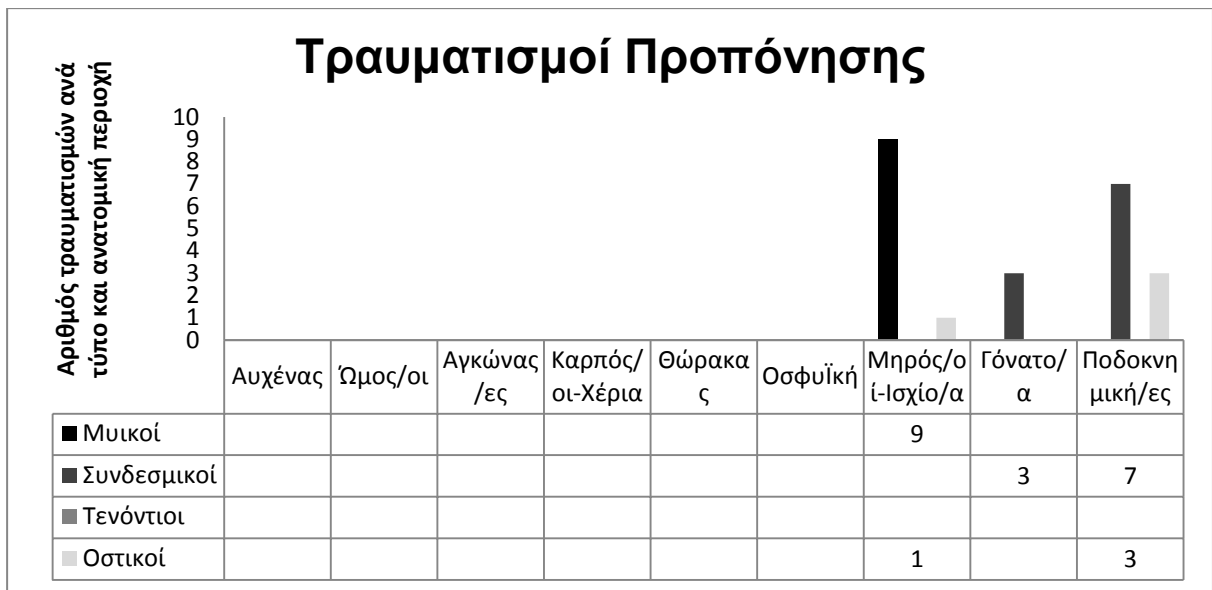 Τραυματισμοί Προπόνησης
Αριθμός τραυματισμών ανά
τύπο και ανατομική περιοχή
10
9
8
7
6
5
4
3
2
1
0
Αυχένας Ώμος/οι Αγκώνας Καρπός/ Θώρακα ΟσφυΪκή Μηρός/ο Γόνατο/ Ποδοκνη
/ες οι-Χέρια ς ί-Ισχίο/α α μική/ες
Μυικοί 9
Συνδεσμικοί 3 7
Τενόντιοι
Οστικοί 1 3